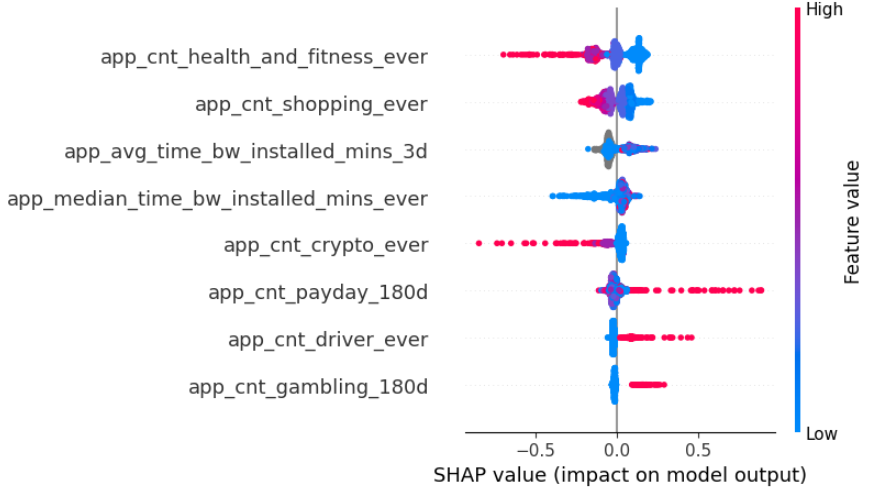 High
app_cnt_health_and_fitness_ever
app_cnt_shopping_ever
app_avg_time_bw_installed_mins_3d
app_median_time_bw_installed_mins_ever
app_cnt_crypto_ever
app_cnt_payday_180d
app_cnt_driver_ever
app_cnt_gambling_180d
Feature value
Low
−0.5 0.0 0.5
SHAP value (impact on model output)